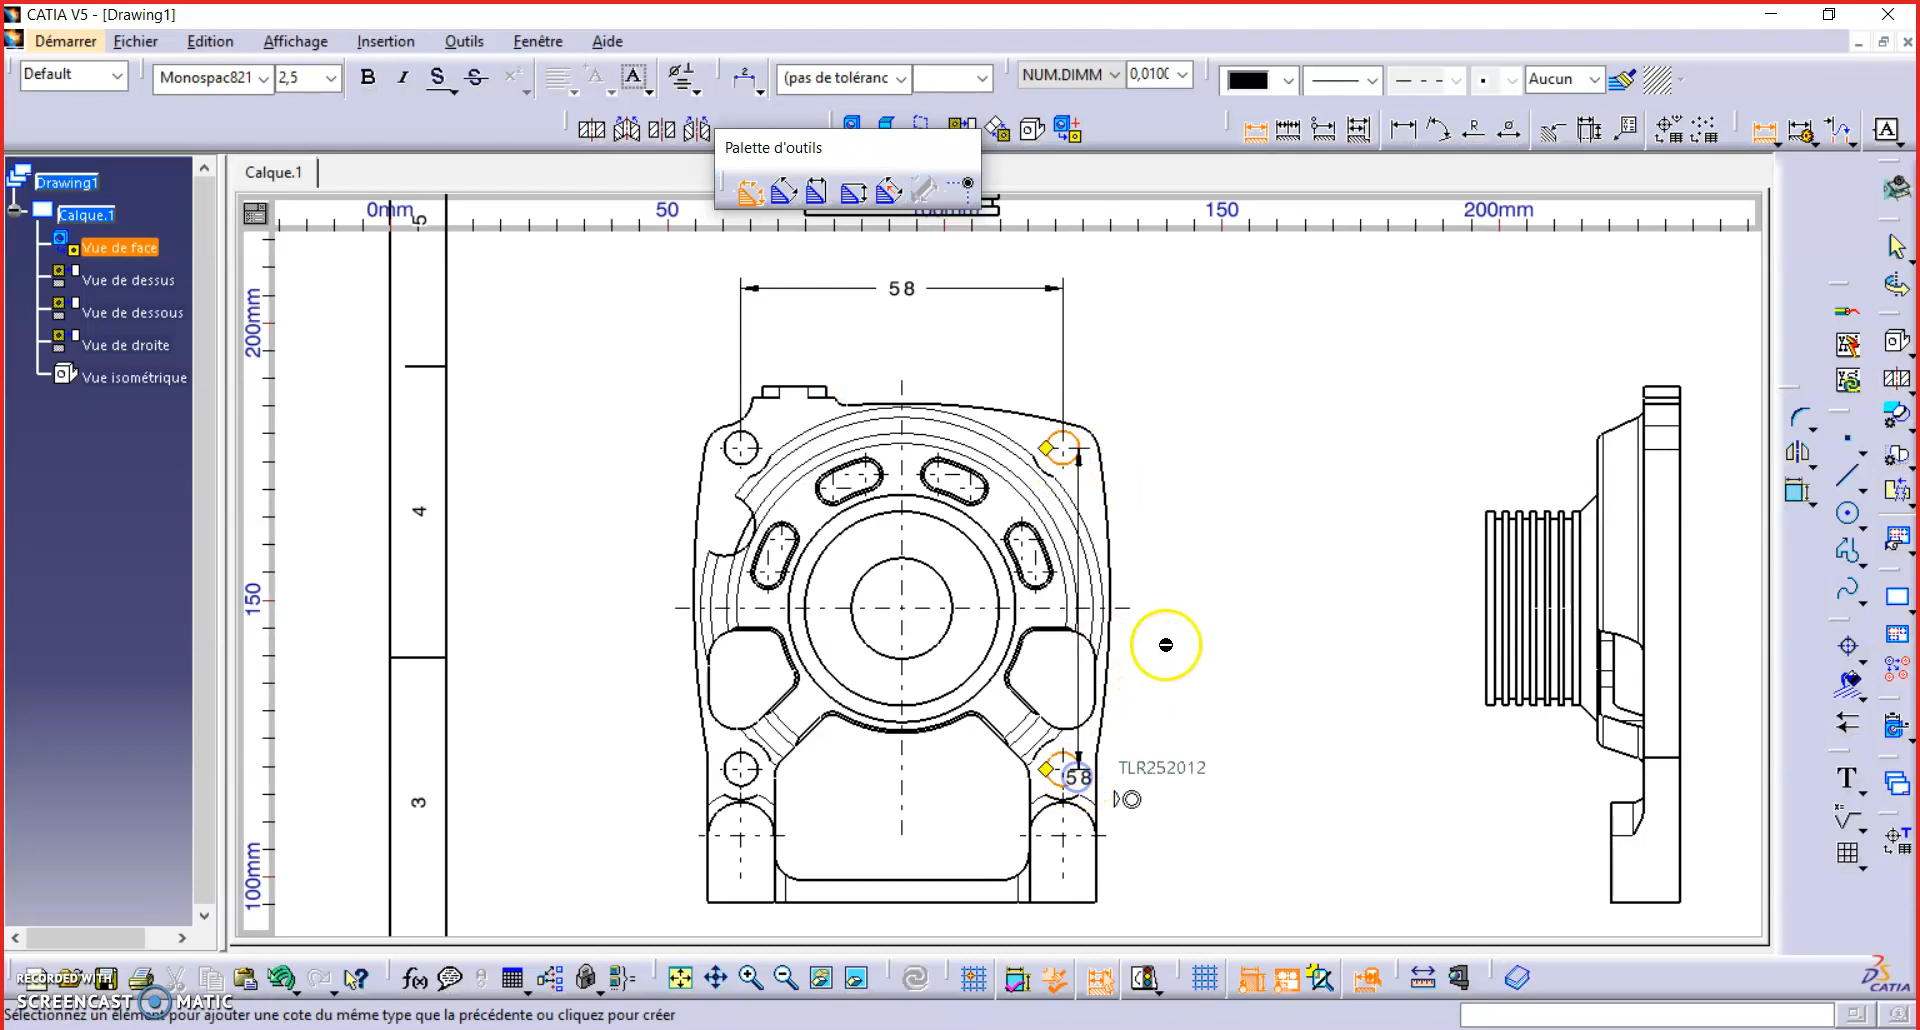 CATIA V5 - [Drawing1]
Démarrer Fichier Edition Affichage Insertion Outils Fenêtre Aide
Default Monospac821 2,5 B I S S (pas de toléranc NUM.DIMM 0,010( Aucun
Palette d'outils
Drawing1
Calque.1
Vue de face
Vue de dessus
Vue de dessous
Vue de droite
Vue isométrique
Calque.1
0mm 50 150 200mm
200mm
150
100mm
5
4
3
58
58
TLR252012
T
RECORDED WITH
SCREENCAST MATIC
f(x)
CATIA
Sélectionnez un élément pour ajouter une cote du même type que la précédente ou cliquez pour créer